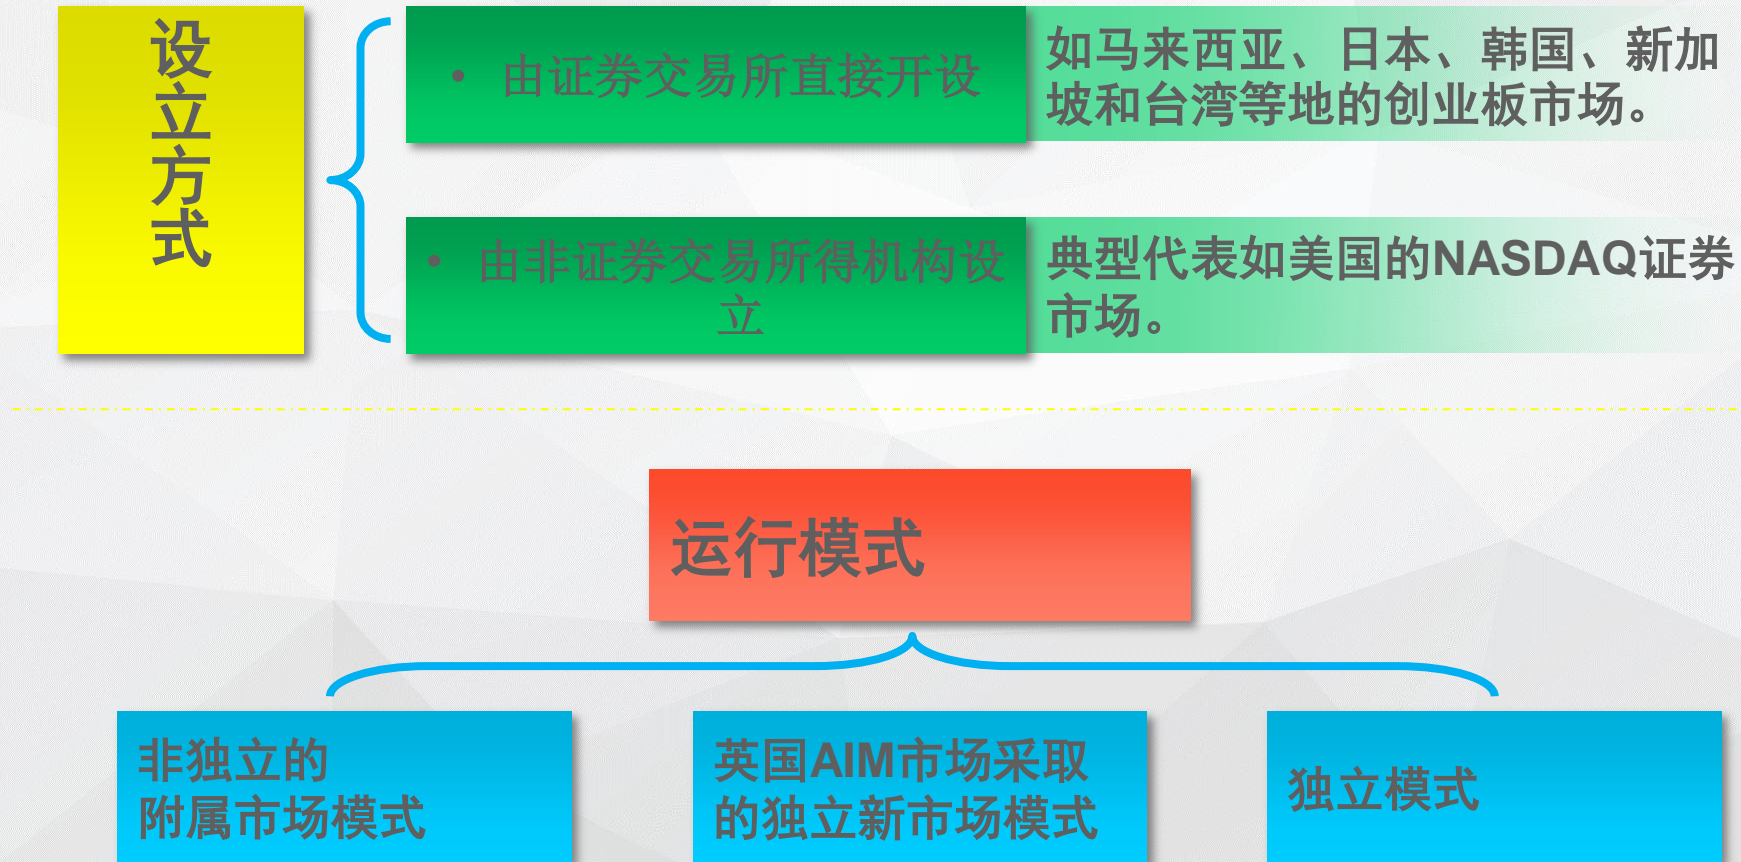 设立方式
• 由证券交易所直接开设
如马来西亚、日本、韩国、新加
坡和台湾等地的创业板市场。
• 由非证券交易所得机构设
立
典型代表如美国的NASDAQ证券
市场。
运行模式
非独立的
附属市场模式
英国AIM市场采取
的独立新市场模式
独立模式